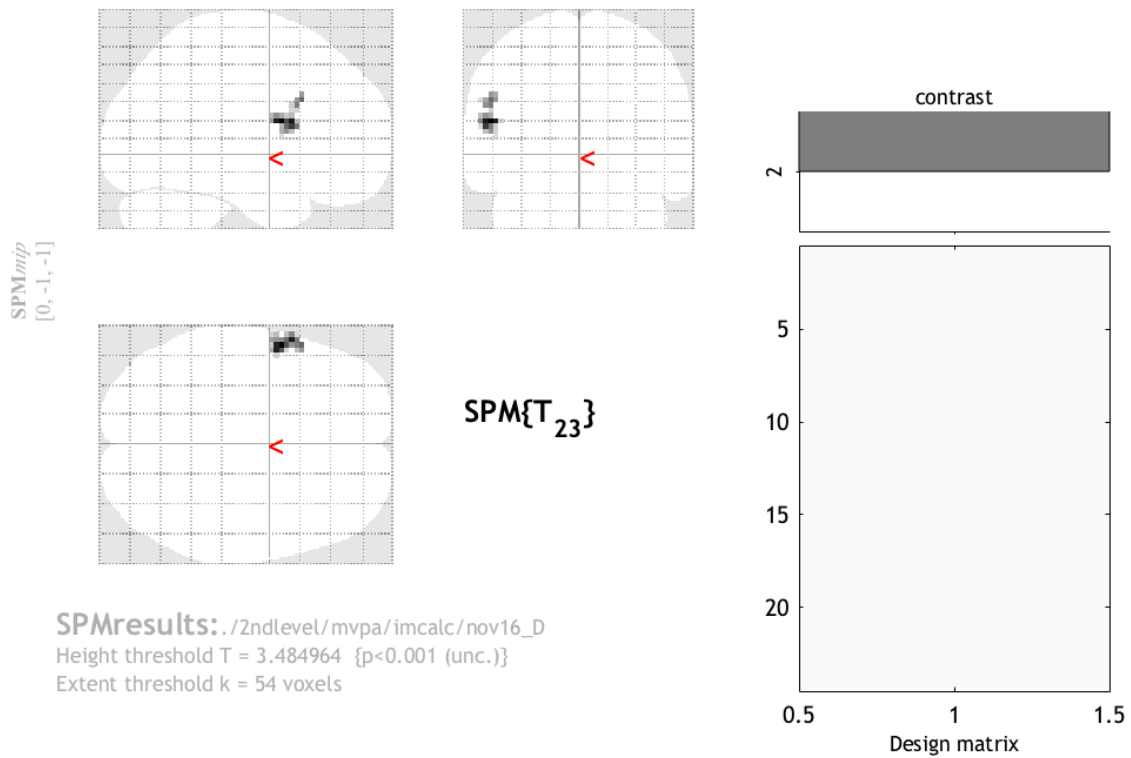 SPMmip
[0, -1, -1]
<
<
<
SPM{T23}
SPMresults:./2ndlevel/mvpa/imcalc/nov16_D
Height threshold T = 3.484964 {p<0.001 (unc.)}
Extent threshold k = 54 voxels
contrast
2
5
10
15
20
0.5 1 1.5
Design matrix